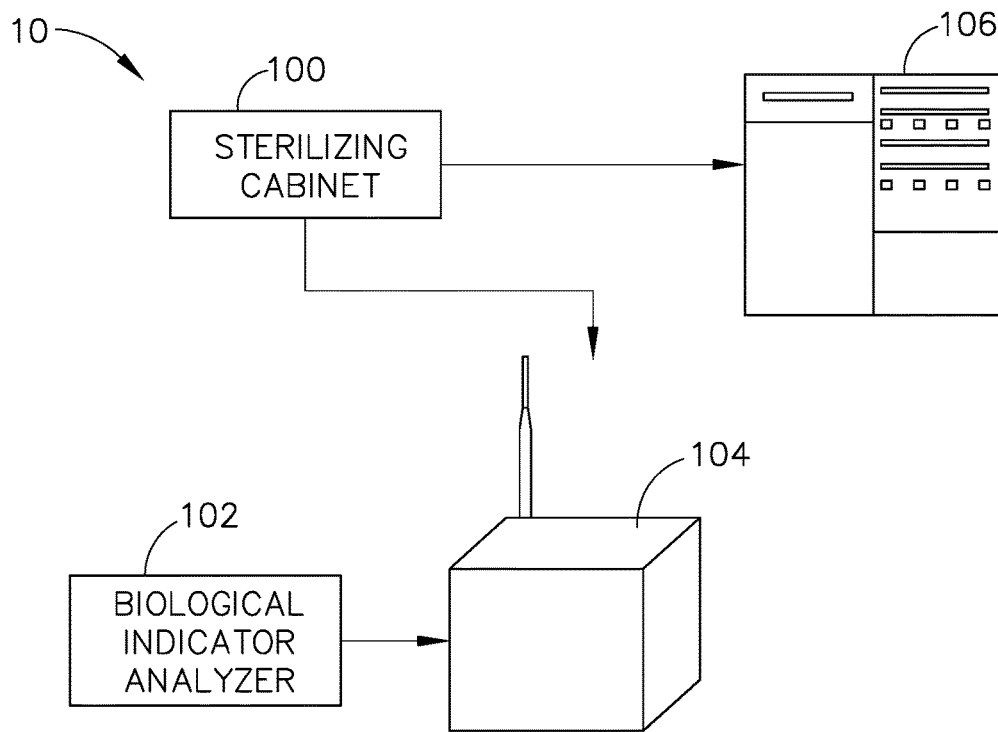 10
100
106
STERILIZING
CABINET
104
102
BIOLOGICAL
INDICATOR
ANALYZER